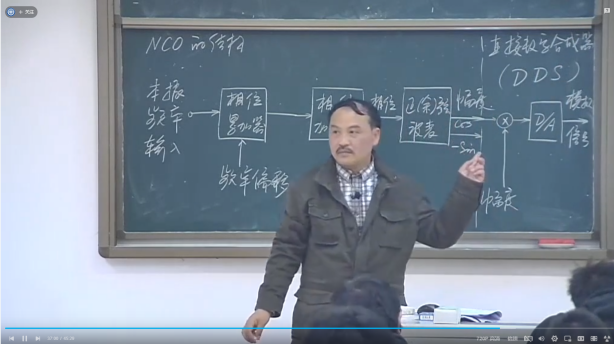 NCO的结构
直接数字合成器
(DDS)
本振
频率
输入
相位
累加器
频率偏移
相位
加
相位
正(余)弦
波表
幅度
cos
-sin
×
幅度
D/A
模拟
信号